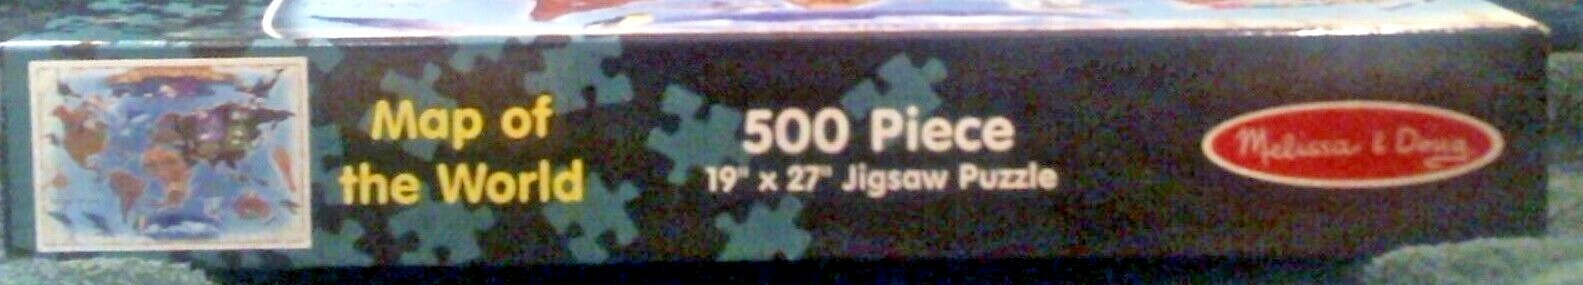 Map of
the World
500 Piece
19" x 27" Jigsaw Puzzle
Melissa & Doug